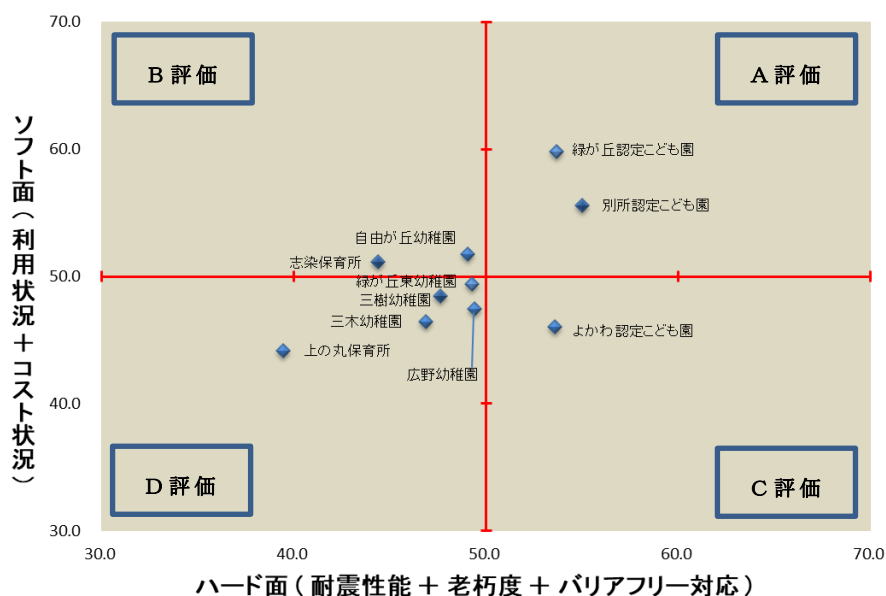 70.0
B 評価
A 評価
60.0
緑が丘認定こども園
別所認定こども園
自由が丘幼稚園
志染保育所
50.0
緑が丘東幼稚園
三樹幼稚園
三木幼稚園
よかわ認定こども園
上の丸保育所
広野幼稚園
40.0
D 評価
C 評価
30.0
30.0 40.0 50.0 60.0 70.0
ソフト面（利用状況＋コスト状況）
ハード面（耐震性能 ＋ 老朽度 ＋ バリアフリー対応）